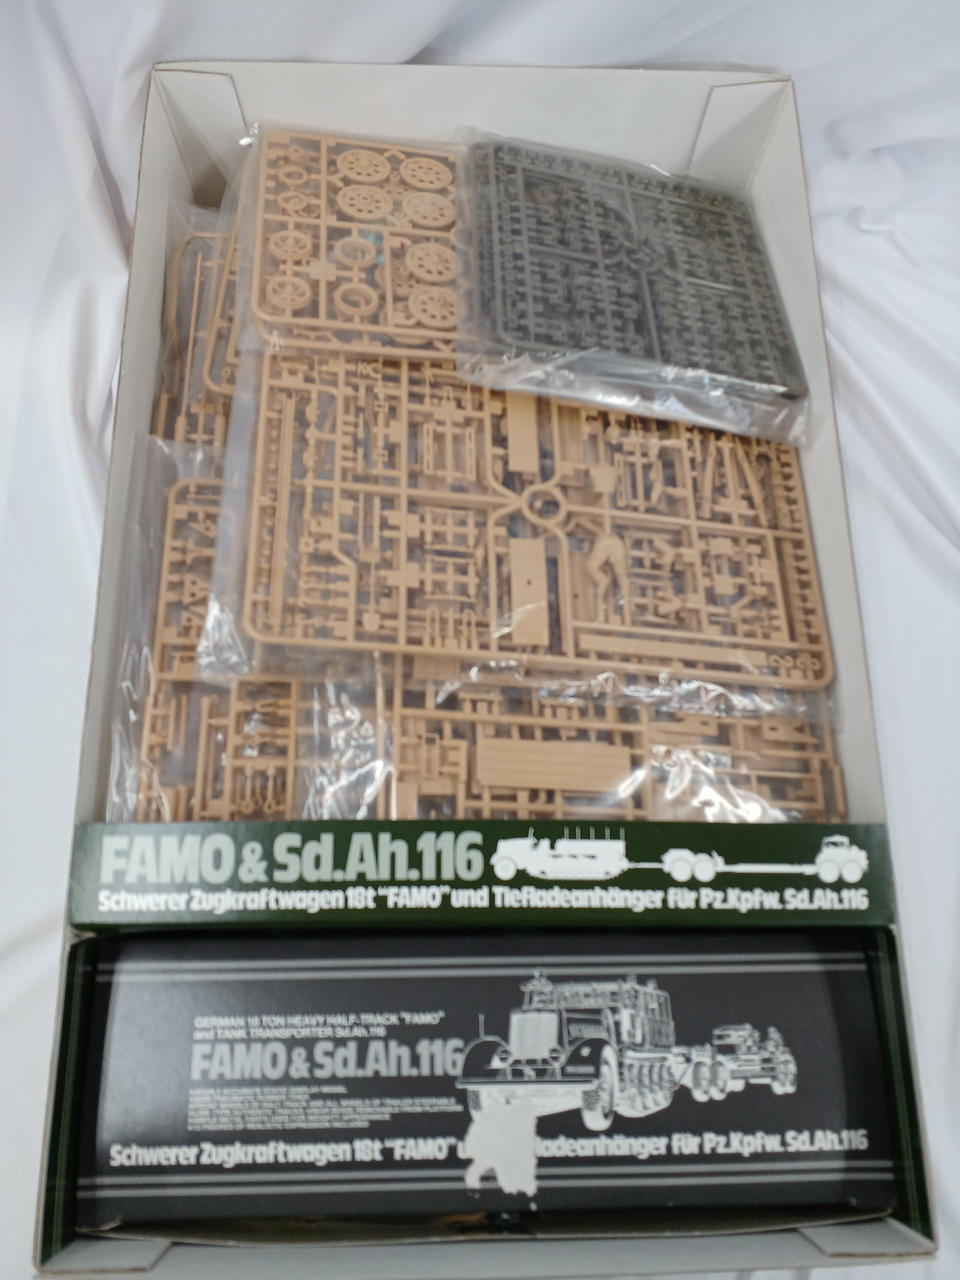 FAMO & Sd.Ah.116
Schwerer Zugkraftwagen 18t "FAMO" und Tiefladeanhänger für Pz.Kpfw. Sd.Ah.116
GERMAN 18 TON HEAVY HALF-TRACK "FAMO"
and TANK TRANSPORTER Sd.Ah.116
FAMO & Sd.Ah.116
Schwerer Zugkraftwagen 18t "FAMO" u ladeanhänger für Pz.Kpfw. Sd.Ah.116